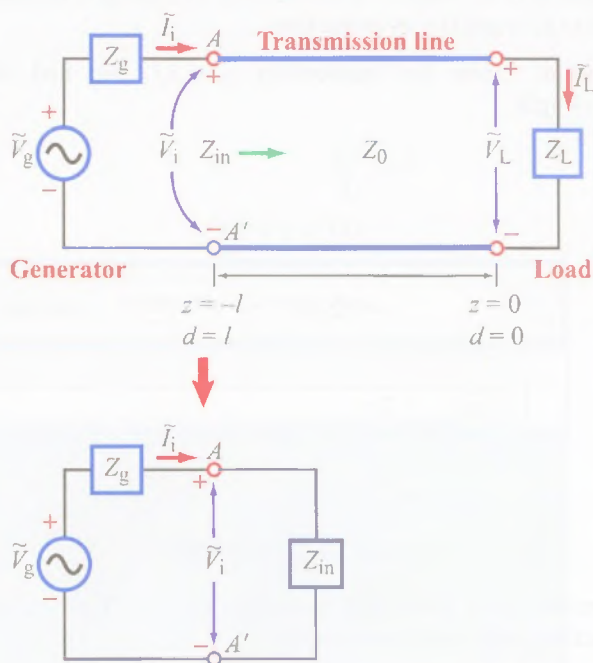 Ĩi A Transmission line
Zg + + ĨL
+ Ṽg − Ṽi Zin Z0 ṼL ZL
− A′ −
Generator Load
z = −l z = 0
d = l d = 0
Ĩi A
Zg +
+ Ṽg − Ṽi Zin
− A′